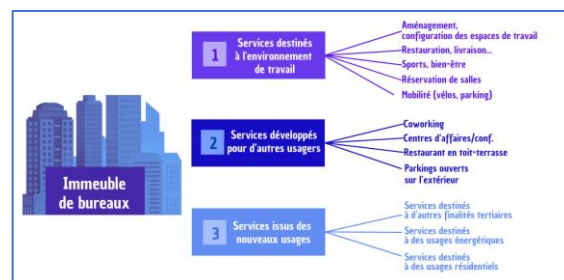 Immeuble
de bureaux
1
Services destinés
à l'environnement
de travail
Aménagement,
configuration des espaces de travail
Restauration, livraison...
Sports, bien-être
Réservation de salles
Mobilité (vélos, parking)
2
Services développés
pour d'autres usagers
Coworking
Centres d'affaires/conf.
Restaurant en toit-terrasse
Parkings ouverts
sur l'extérieur
3
Services issus des
nouveaux usages
Services destinés
à d'autres finalités tertiaires
Services destinés
à des usages énergétiques
Services destinés
à des usages résidentiels